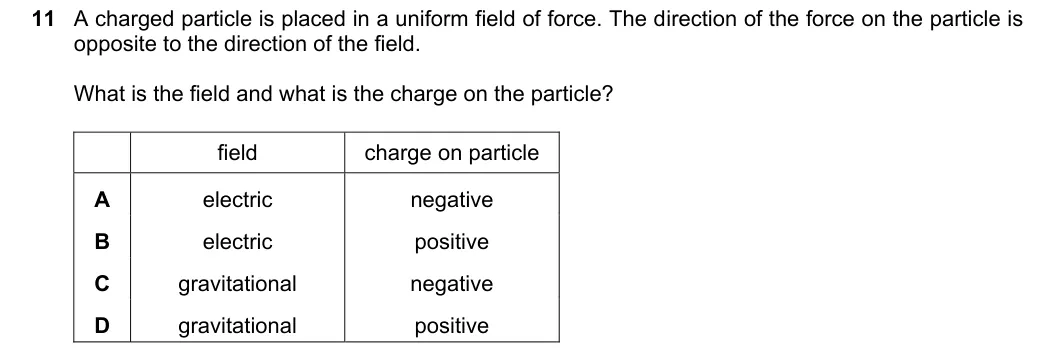 11 A charged particle is placed in a uniform field of force. The direction of the force on the particle is
opposite to the direction of the field.
What is the field and what is the charge on the particle?
field charge on particle
A electric negative
B electric positive
C gravitational negative
D gravitational positive